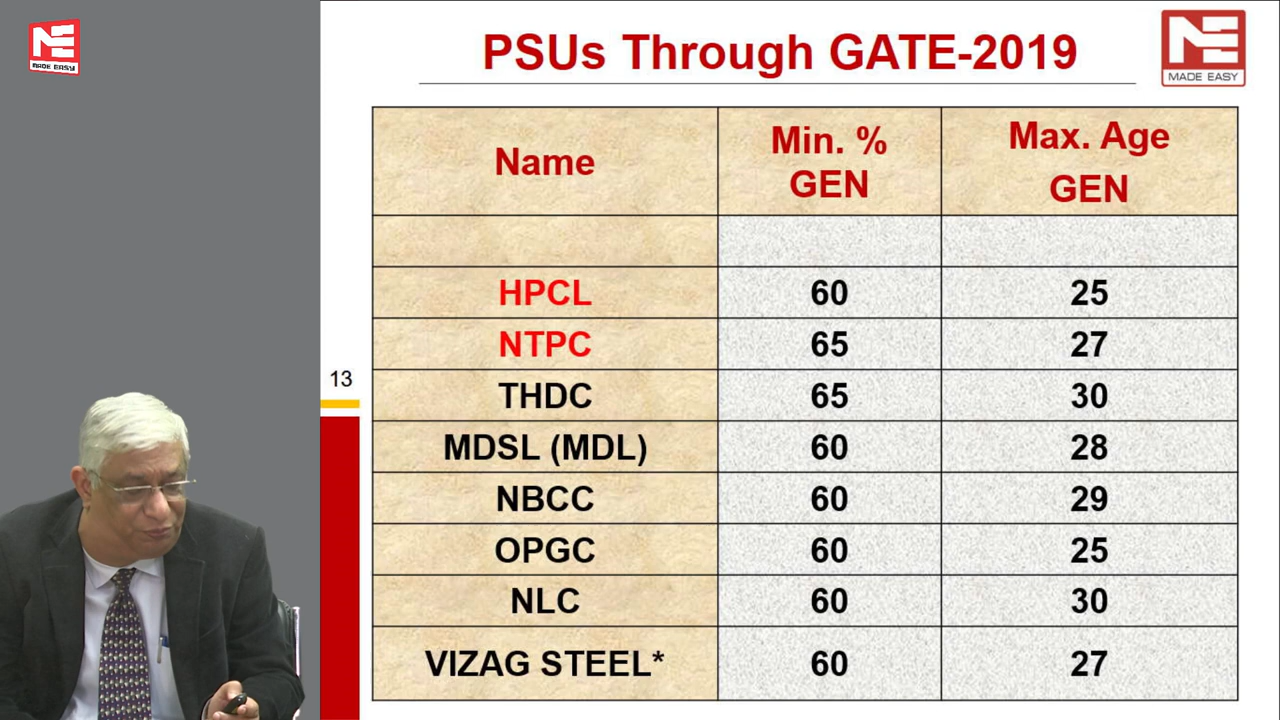 ME
MADE EASY
PSUs Through GATE-2019
ME
MADE EASY
Name Min. % GEN Max. Age GEN
HPCL 60 25
NTPC 65 27
13
THDC 65 30
MDSL (MDL) 60 28
NBCC 60 29
OPGC 60 25
NLC 60 30
VIZAG STEEL* 60 27